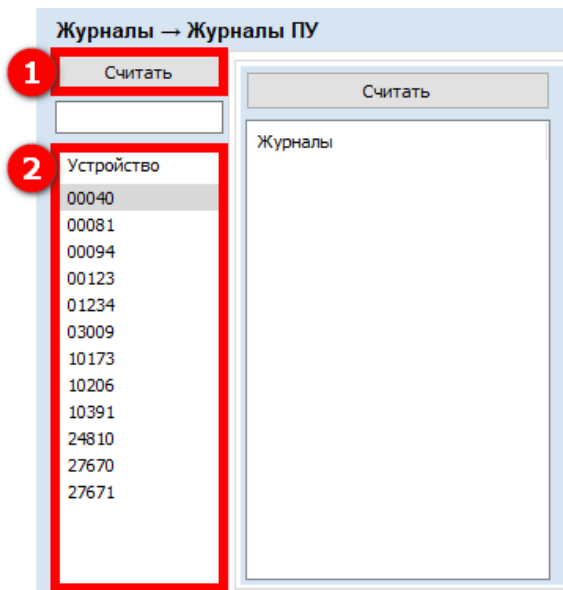 Журналы → Журналы ПУ
1
Считать
Считать
Журналы
2
Устройство
00040
00081
00094
00123
01234
03009
10173
10206
10391
24810
27670
27671